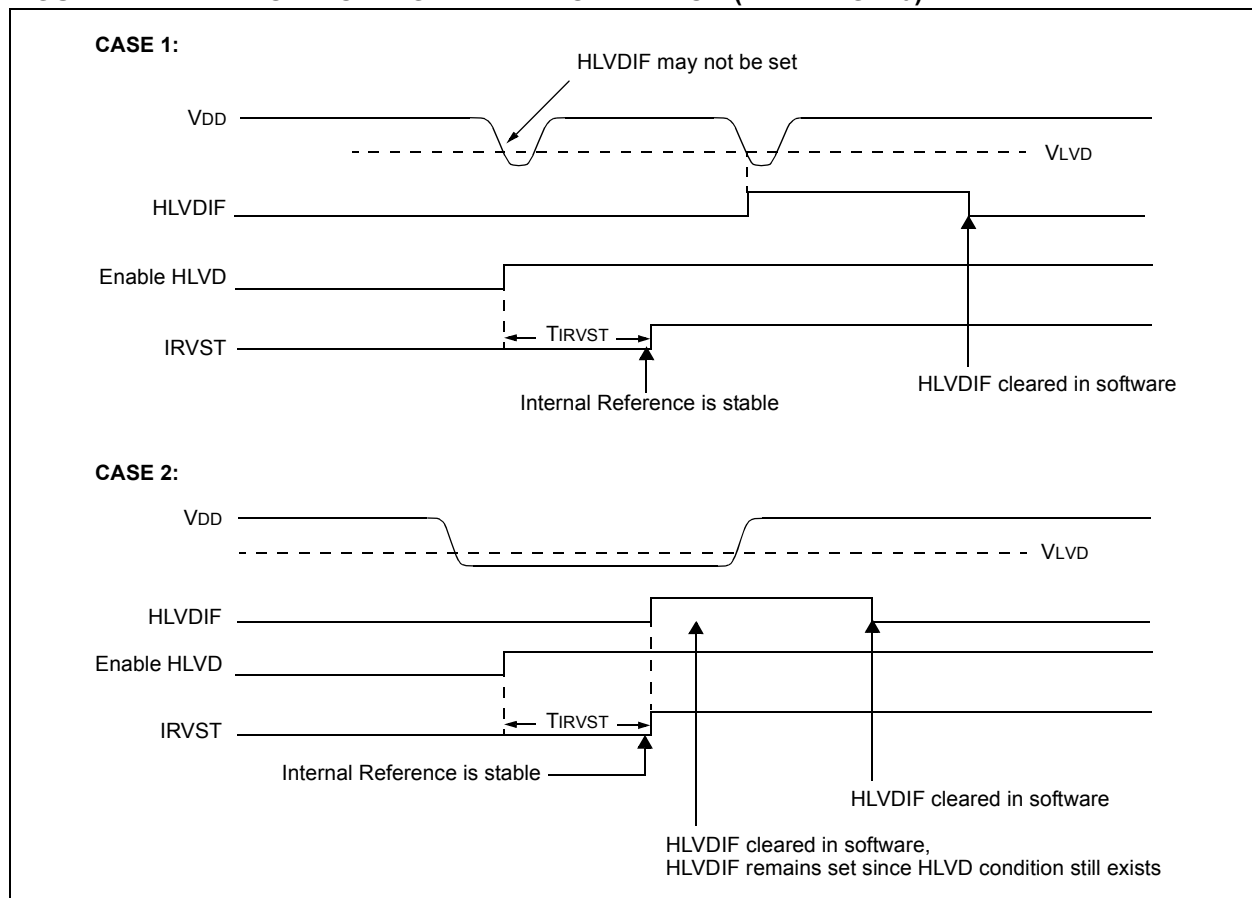 CASE 1:
HLVDIF may not be set
VDD
VLVD
HLVDIF
Enable HLVD
TIRVST
IRVST
HLVDIF cleared in software
Internal Reference is stable
CASE 2:
VDD
VLVD
HLVDIF
Enable HLVD
TIRVST
IRVST
Internal Reference is stable
HLVDIF cleared in software
HLVDIF cleared in software,
HLVDIF remains set since HLVD condition still exists